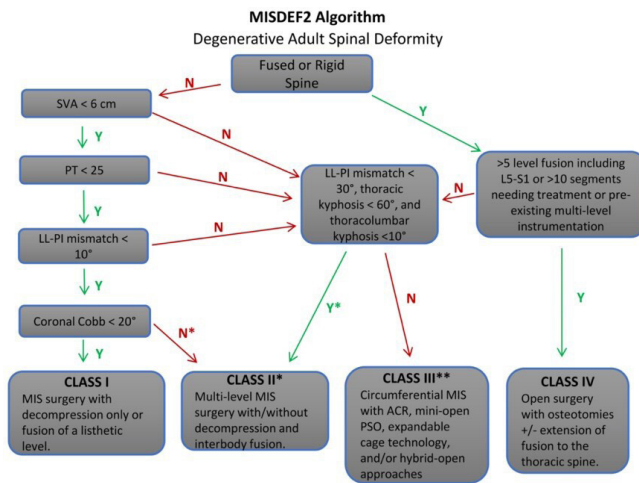 MISDEF2 Algorithm
Degenerative Adult Spinal Deformity
Fused or Rigid
Spine
N
Y
SVA < 6 cm
N
Y
PT < 25
N
Y
LL-PI mismatch <
30°, thoracic
kyphosis < 60°, and
thoracolumbar
kyphosis <10°
N
>5 level fusion including
L5-S1 or >10 segments
needing treatment or pre-
existing multi-level
instrumentation
LL-PI mismatch <
10°
N
Y
Y*
N
Y
Coronal Cobb < 20°
N*
Y
CLASS I
MIS surgery with
decompression only or
fusion of a listhetic
level.
CLASS II*
Multi-level MIS
surgery with/without
decompression and
interbody fusion.
CLASS III**
Circumferential MIS
with ACR, mini-open
PSO, expandable
cage technology,
and/or hybrid-open
approaches
CLASS IV
Open surgery
with osteotomies
+/- extension of
fusion to the
thoracic spine.